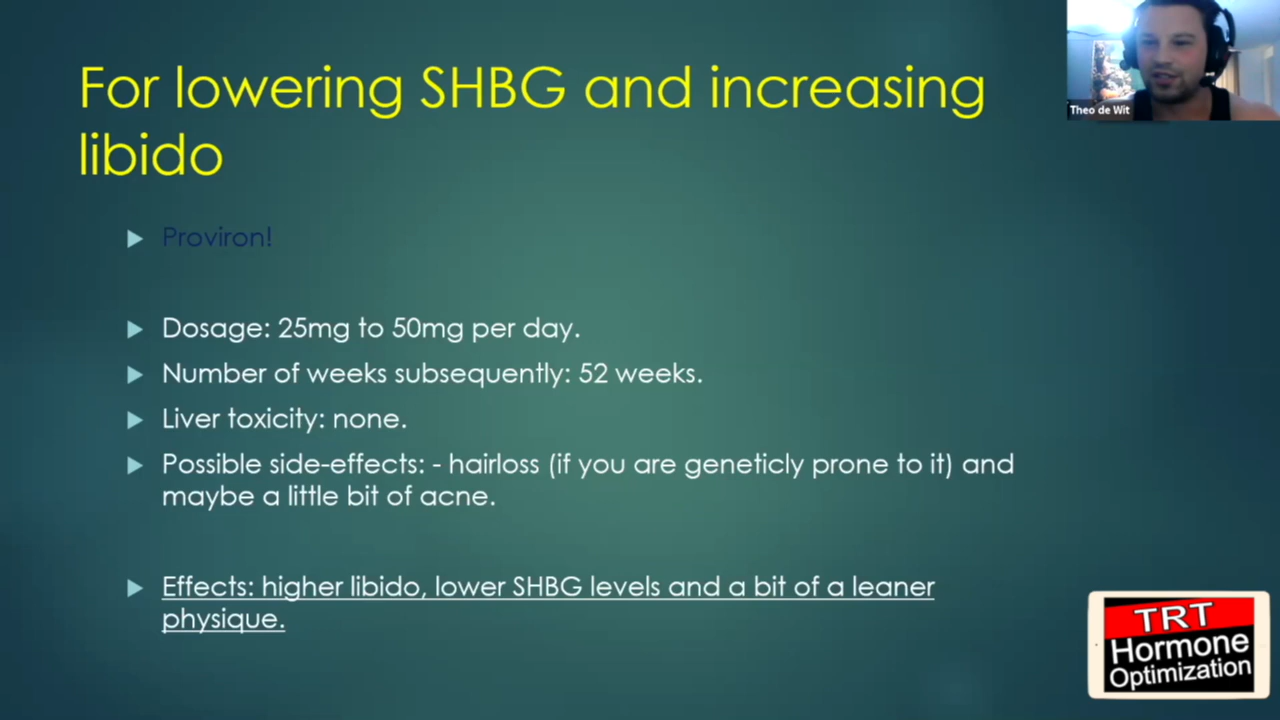 For lowering SHBG and increasing
libido
Theo de Wit
Proviron!
Dosage: 25mg to 50mg per day.
Number of weeks subsequently: 52 weeks.
Liver toxicity: none.
Possible side-effects: - hairloss (if you are geneticly prone to it) and
maybe a little bit of acne.
Effects: higher libido, lower SHBG levels and a bit of a leaner
physique.
TRT
Hormone
Optimization